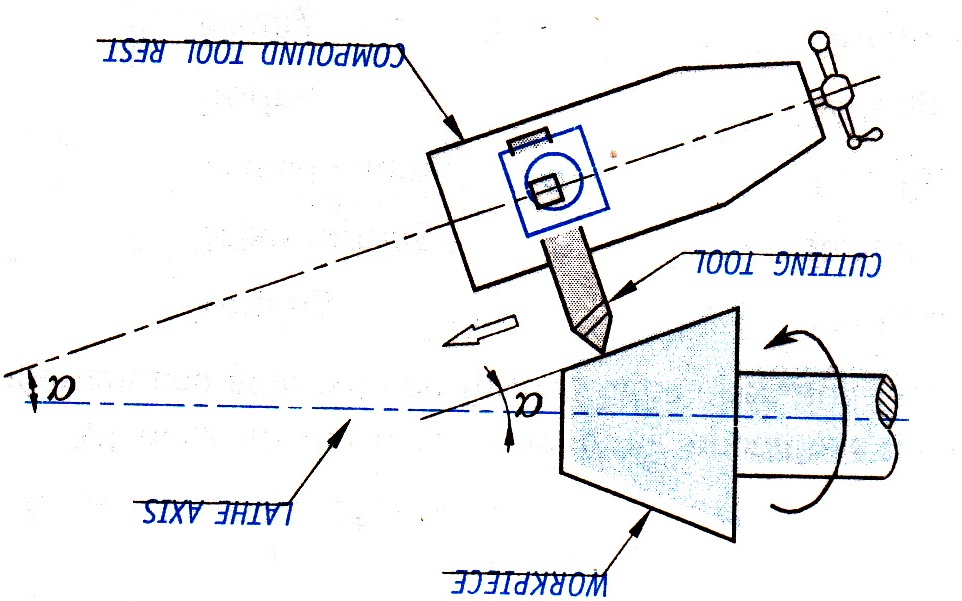 WORKPIECE
LATHE AXIS
α
α
CUTTING TOOL
COMPOUND TOOL REST